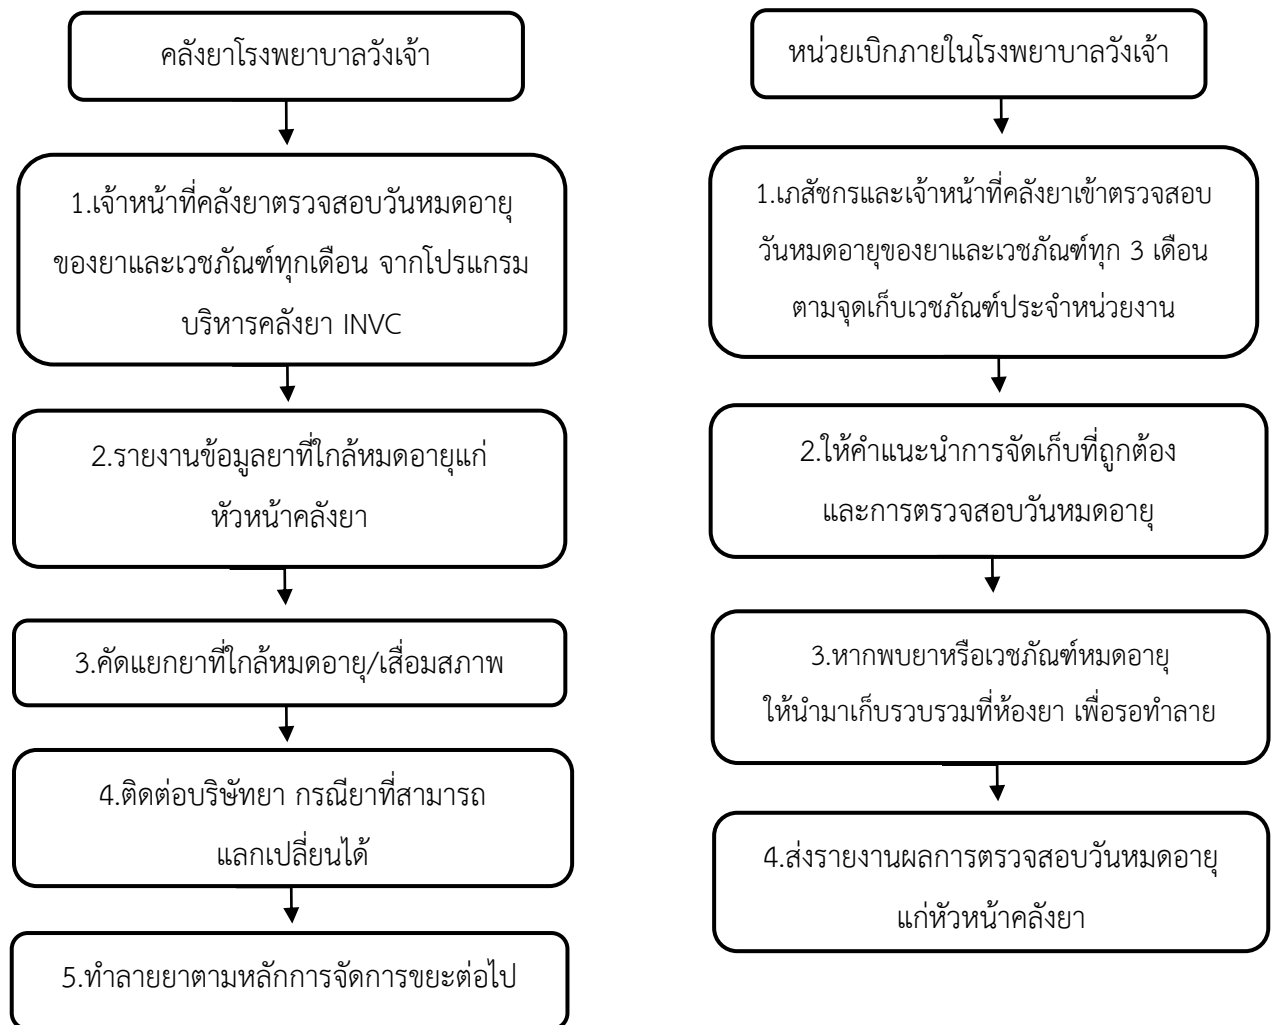 คลังยาโรงพยาบาลวังเจ้า
1.เจ้าหน้าที่คลังยาตรวจสอบวันหมดอายุ
ของยาและเวชภัณฑ์ทุกเดือน จากโปรแกรม
บริหารคลังยา INVC
2.รายงานข้อมูลยาที่ใกล้หมดอายุแก่
หัวหน้าคลังยา
3.คัดแยกยาที่ใกล้หมดอายุ/เสื่อมสภาพ
4.ติดต่อบริษัทยา กรณียาที่สามารถ
แลกเปลี่ยนได้
5.ทำลายยาตามหลักการจัดการขยะต่อไป
หน่วยเบิกภายในโรงพยาบาลวังเจ้า
1.เภสัชกรและเจ้าหน้าที่คลังยาเข้าตรวจสอบ
วันหมดอายุของยาและเวชภัณฑ์ทุก 3 เดือน
ตามจุดเก็บเวชภัณฑ์ประจำหน่วยงาน
2.ให้คำแนะนำการจัดเก็บที่ถูกต้อง
และการตรวจสอบวันหมดอายุ
3.หากพบยาหรือเวชภัณฑ์หมดอายุ
ให้นำมาเก็บรวบรวมที่ห้องยา เพื่อรอทำลาย
4.ส่งรายงานผลการตรวจสอบวันหมดอายุ
แก่หัวหน้าคลังยา